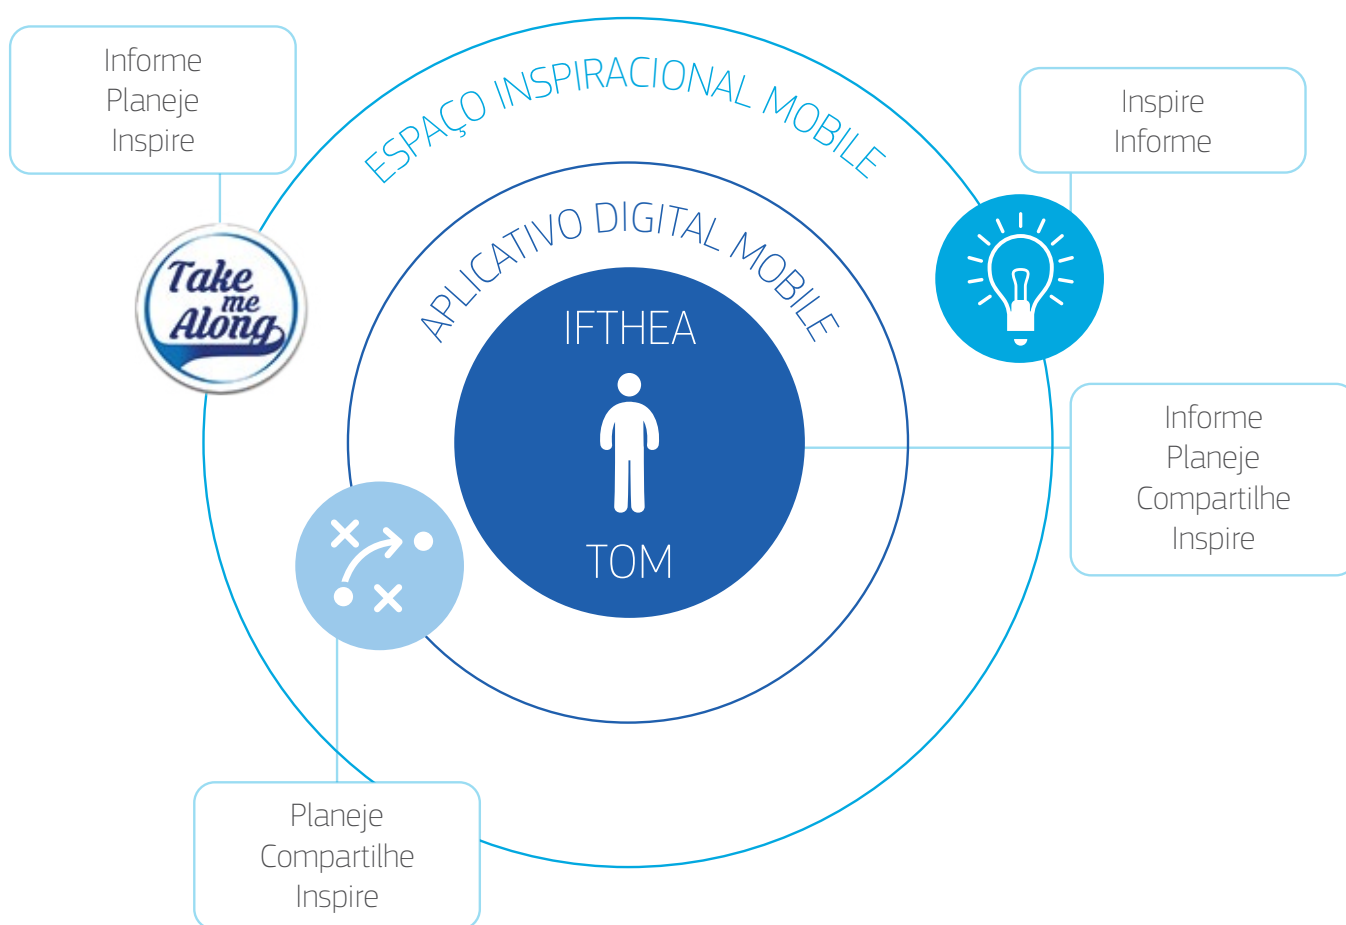 Informe
Planeje
Inspire
ESPAÇO INSPIRACIONAL MOBILE
Inspire
Informe
APLICATIVO DIGITAL MOBILE
Take
me
Along
IFTHEA
TOM
Informe
Planeje
Compartilhe
Inspire
Planeje
Compartilhe
Inspire